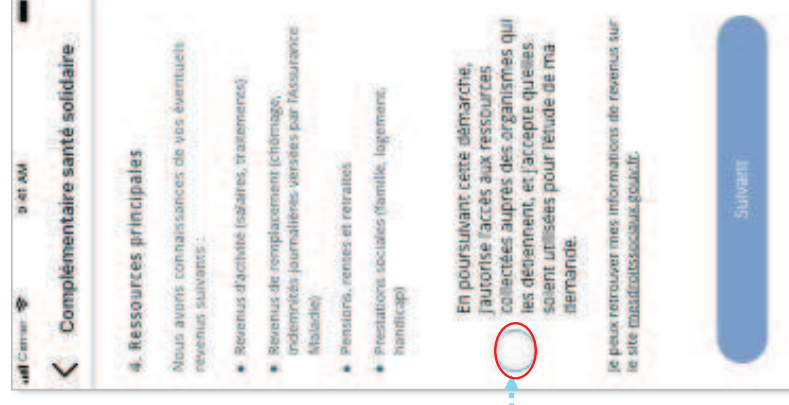 Carrier 9:41 AM
Complémentaire santé solidaire
4. Ressources principales
Nous avons connaissances de vos éventuels
revenus suivants :
• Revenus d'activité (salaires, traitements)
• Revenus de remplacement (chômage,
indemnités journalières versées par l'Assurance
Maladie)
• Pensions, rentes et retraites
• Prestations sociales (famille, logement,
handicap)
En poursuivant cette démarche,
j'autorise l'accès aux ressources
collectées auprès des organismes qui
les détiennent, et j'accepte qu'elles
soient utilisées pour l'étude de ma
demande.
Je peux retrouver mes informations de revenus sur
le site mesdroitssociaux.gouv.fr.
Suivant